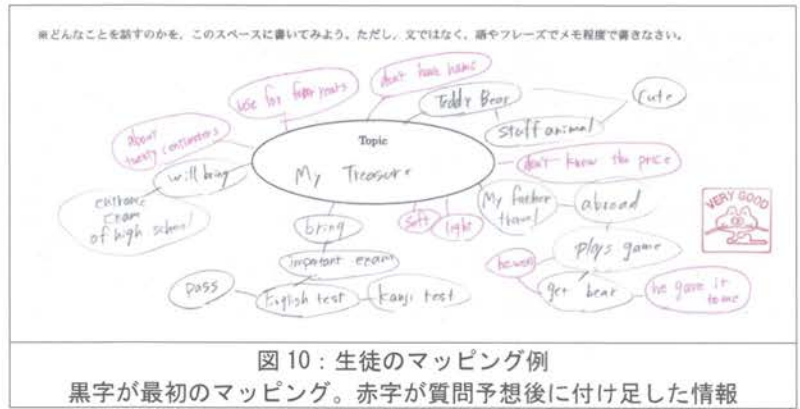 ※どんなことを話すのかを、このスペースに書いてみよう。ただし、文ではなく、語やフレーズでメモ程度で書きなさい。
don't have name
use for four years
Teddy Bear
cute
stuff animal
about
twenty centimeters
Topic
My Treasure
don't know the price
will bring
My father
travel
abroad
VERY GOOD
entrance
exam
of high school
bring
soft
light
plays game
important exam
he won
get bear
he gave it
to me
pass
English test
kanji test
図10：生徒のマッピング例
黒字が最初のマッピング。赤字が質問予想後に付け足した情報